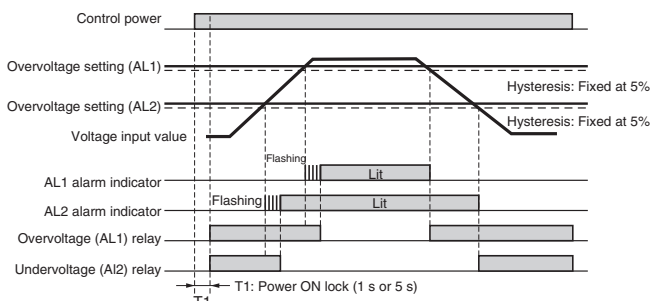 Control power
Overvoltage setting (AL1)
Hysteresis: Fixed at 5%
Overvoltage setting (AL2)
Hysteresis: Fixed at 5%
Voltage input value
Flashing
Lit
AL1 alarm indicator
Flashing
Lit
AL2 alarm indicator
Overvoltage (AL1) relay
Undervoltage (Al2) relay
T1: Power ON lock (1 s or 5 s)
T1